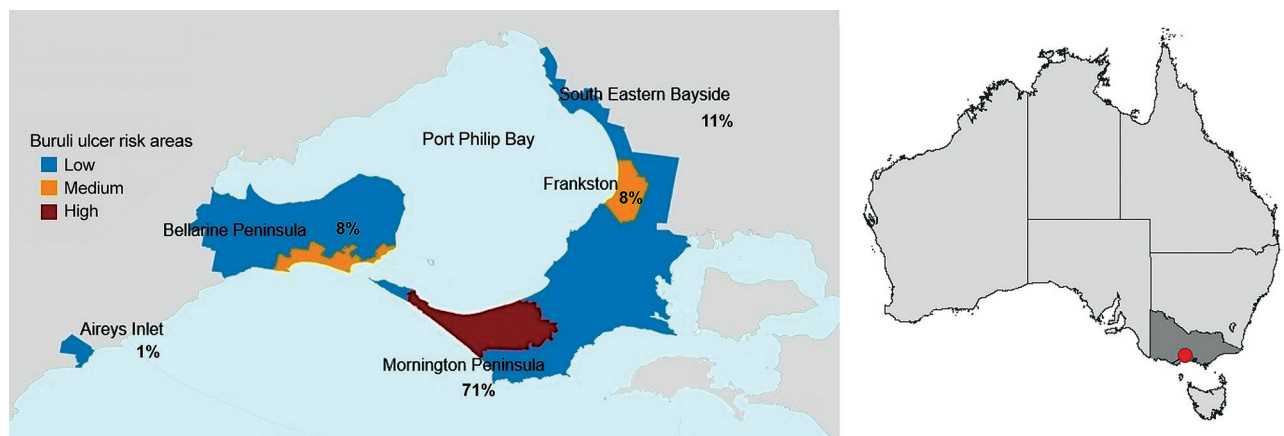 South Eastern Bayside
11%
Port Philip Bay
Buruli ulcer risk areas
Low
Medium
High
Frankston
8%
Bellarine Peninsula
8%
Aireys Inlet
1%
Mornington Peninsula
71%